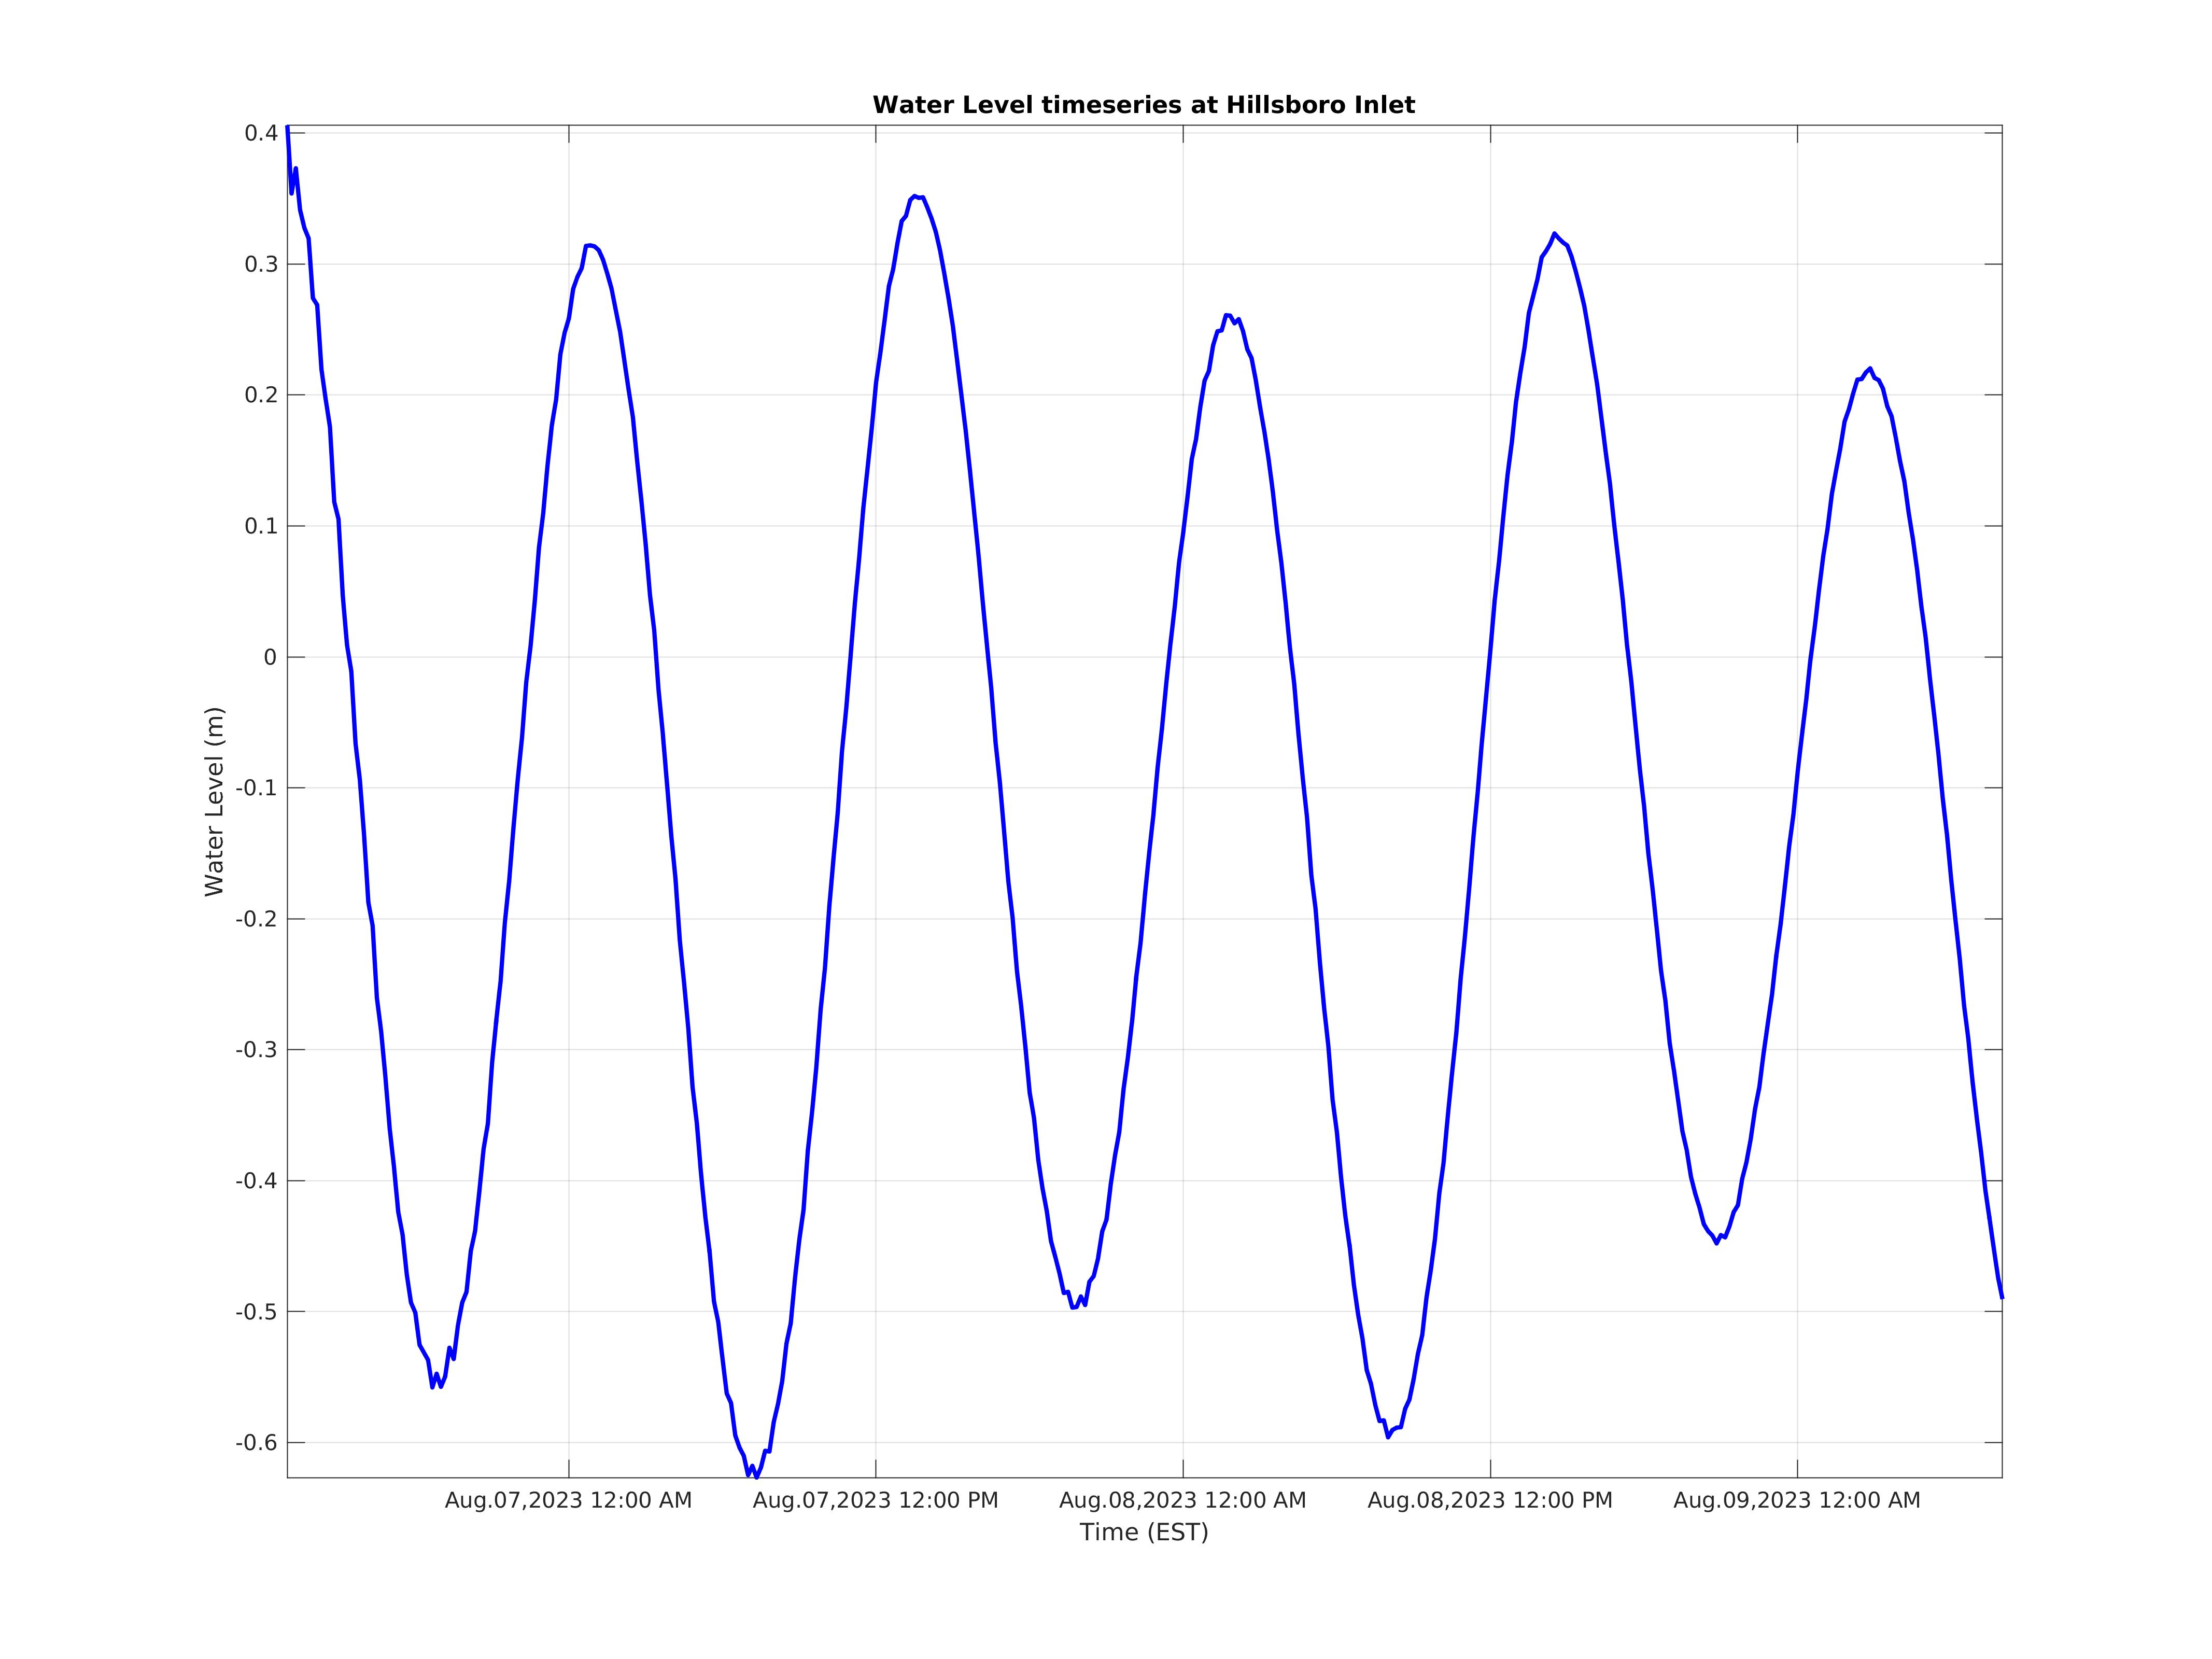 Water Level timeseries at Hillsboro Inlet
0.4
0.3
0.2
0.1
0
-0.1
-0.2
-0.3
-0.4
-0.5
-0.6
Water Level (m)
Aug.07,2023 12:00 AM
Aug.07,2023 12:00 PM
Aug.08,2023 12:00 AM
Aug.08,2023 12:00 PM
Aug.09,2023 12:00 AM
Time (EST)